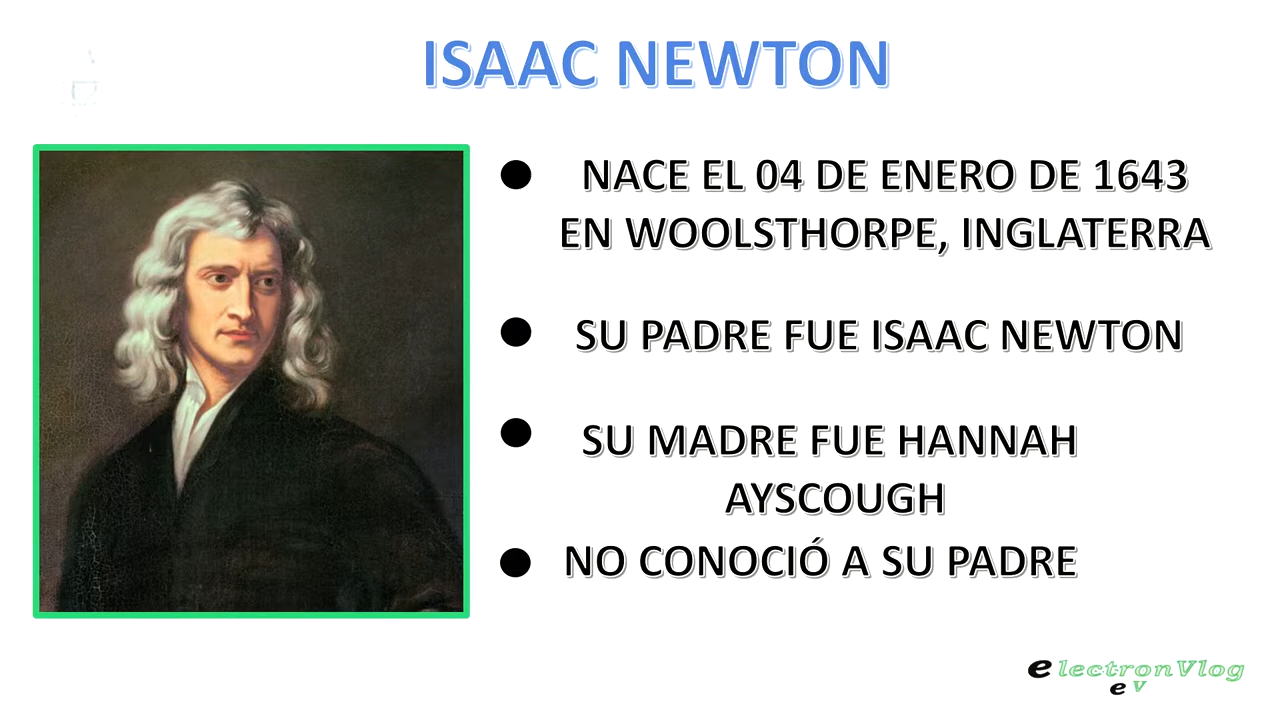 ISAAC NEWTON
● NACE EL 04 DE ENERO DE 1643
EN WOOLSTHORPE, INGLATERRA
● SU PADRE FUE ISAAC NEWTON
● SU MADRE FUE HANNAH
AYSCOUGH
● NO CONOCIÓ A SU PADRE
electronVlog
eV